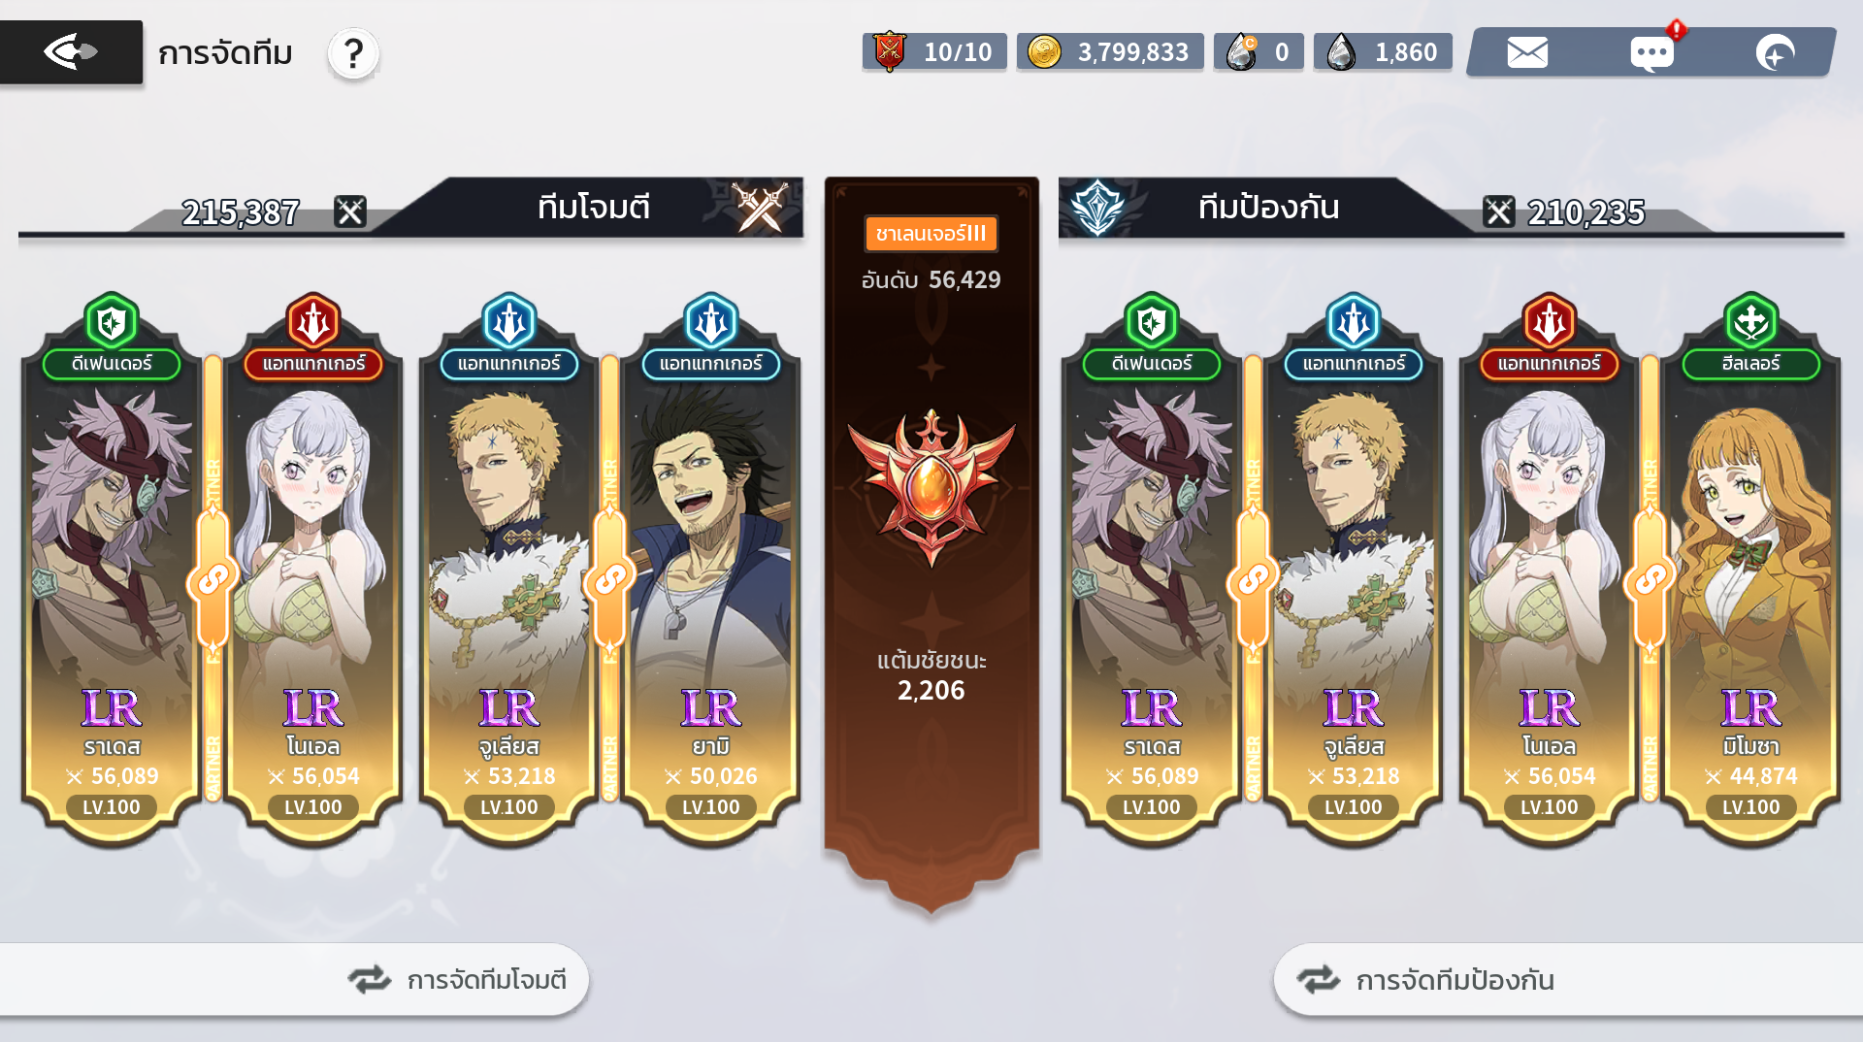 การจัดทีม
?
10/10
3,799,833
0
1,860
215,387
ทีมโจมตี
ชาเลนเจอร์III
อันดับ 56,429
แต้มชัยชนะ
2,206
ทีมป้องกัน
210,235
ดีเฟนเดอร์
แอทแทกเกอร์
แอทแทกเกอร์
แอทแทกเกอร์
PARTNER
PARTNER
LR
LR
LR
LR
ราเดส
โนเอล
จูเลียส
ยามิ
56,089
56,054
53,218
50,026
LV.100
LV.100
LV.100
LV.100
ดีเฟนเดอร์
แอทแทกเกอร์
แอทแทกเกอร์
ฮีลเลอร์
PARTNER
PARTNER
LR
LR
LR
LR
ราเดส
จูเลียส
โนเอล
มิโมซา
56,089
53,218
56,054
44,874
LV.100
LV.100
LV.100
LV.100
การจัดทีมโจมตี
การจัดทีมป้องกัน